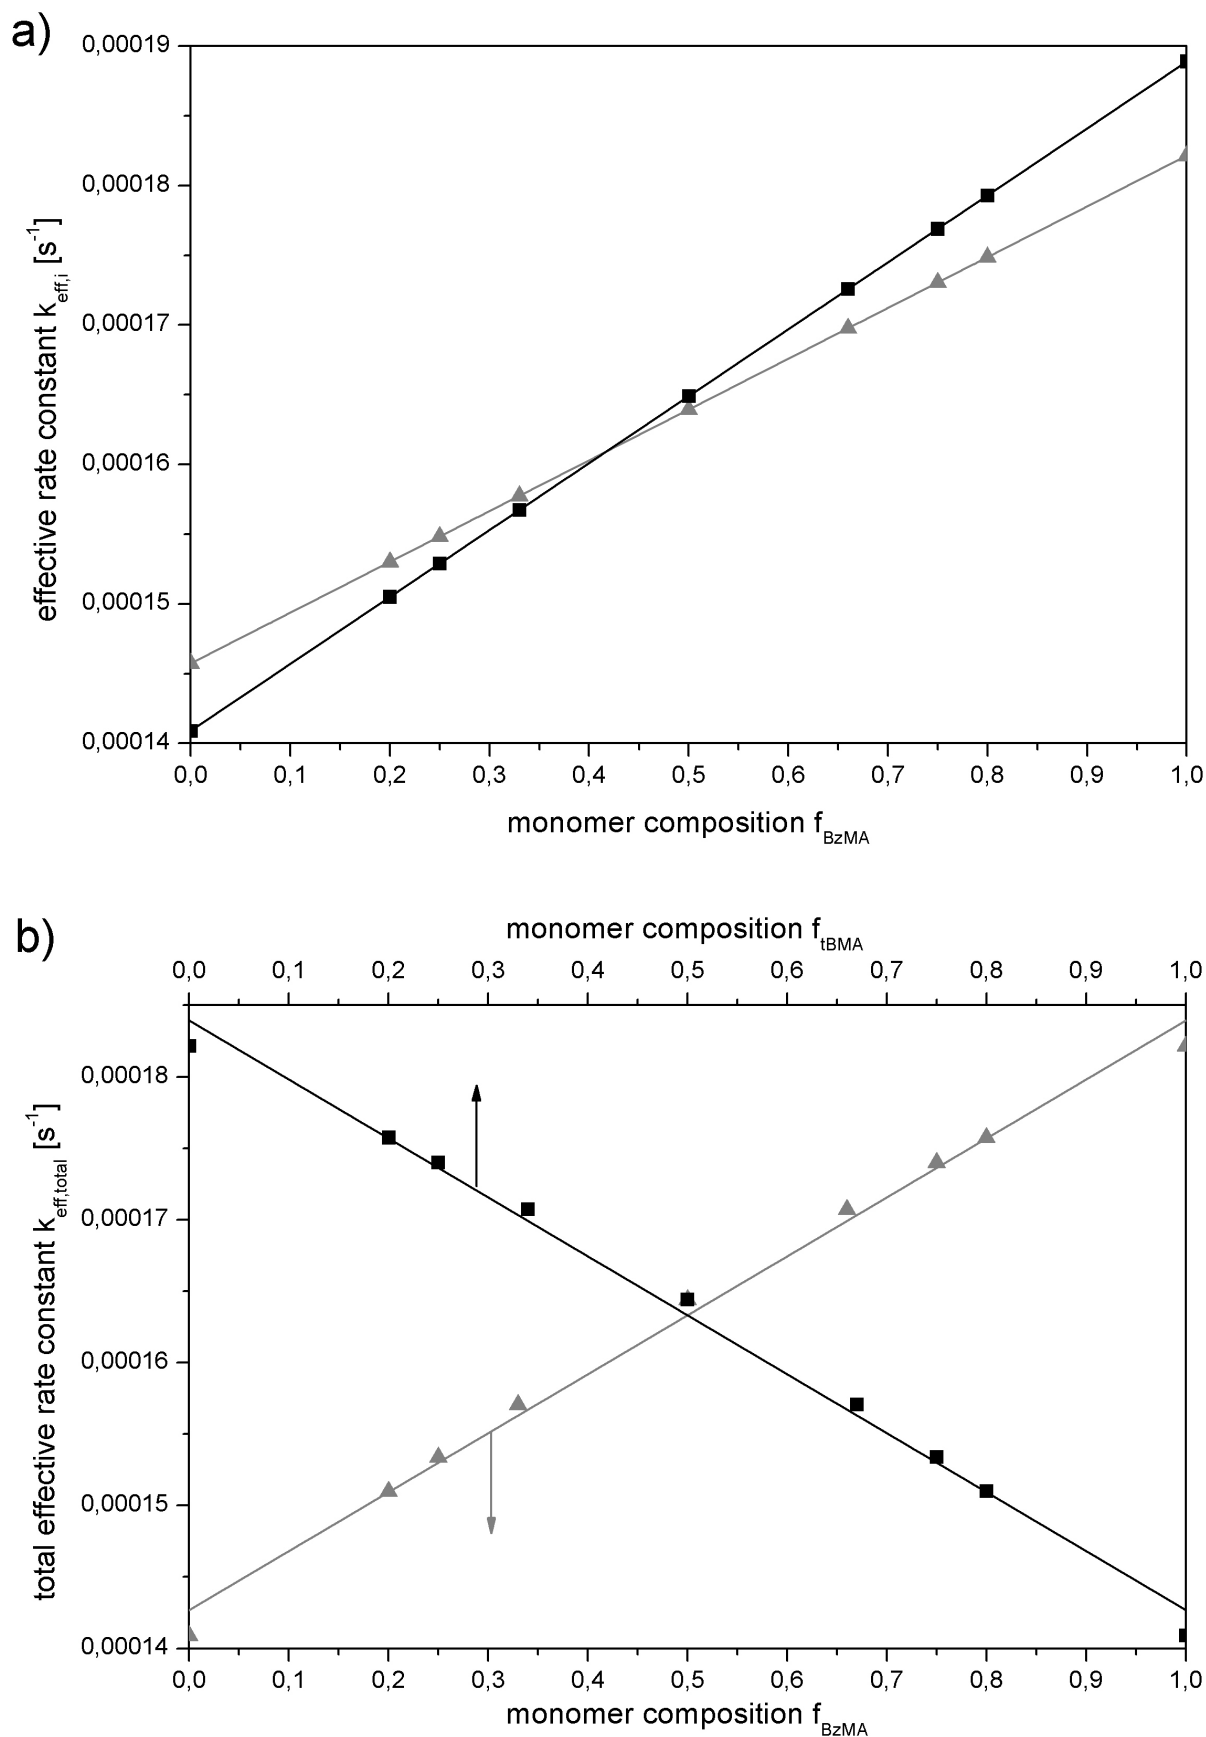 a)
effective rate constant k_eff,i [s^-1]
0,00019
0,00018
0,00017
0,00016
0,00015
0,00014
0,0 0,1 0,2 0,3 0,4 0,5 0,6 0,7 0,8 0,9 1,0
monomer composition f_BzMA
b)
monomer composition f_tBMA
0,0 0,1 0,2 0,3 0,4 0,5 0,6 0,7 0,8 0,9 1,0
total effective rate constant k_eff,total [s^-1]
0,00018
0,00017
0,00016
0,00015
0,00014
0,0 0,1 0,2 0,3 0,4 0,5 0,6 0,7 0,8 0,9 1,0
monomer composition f_BzMA